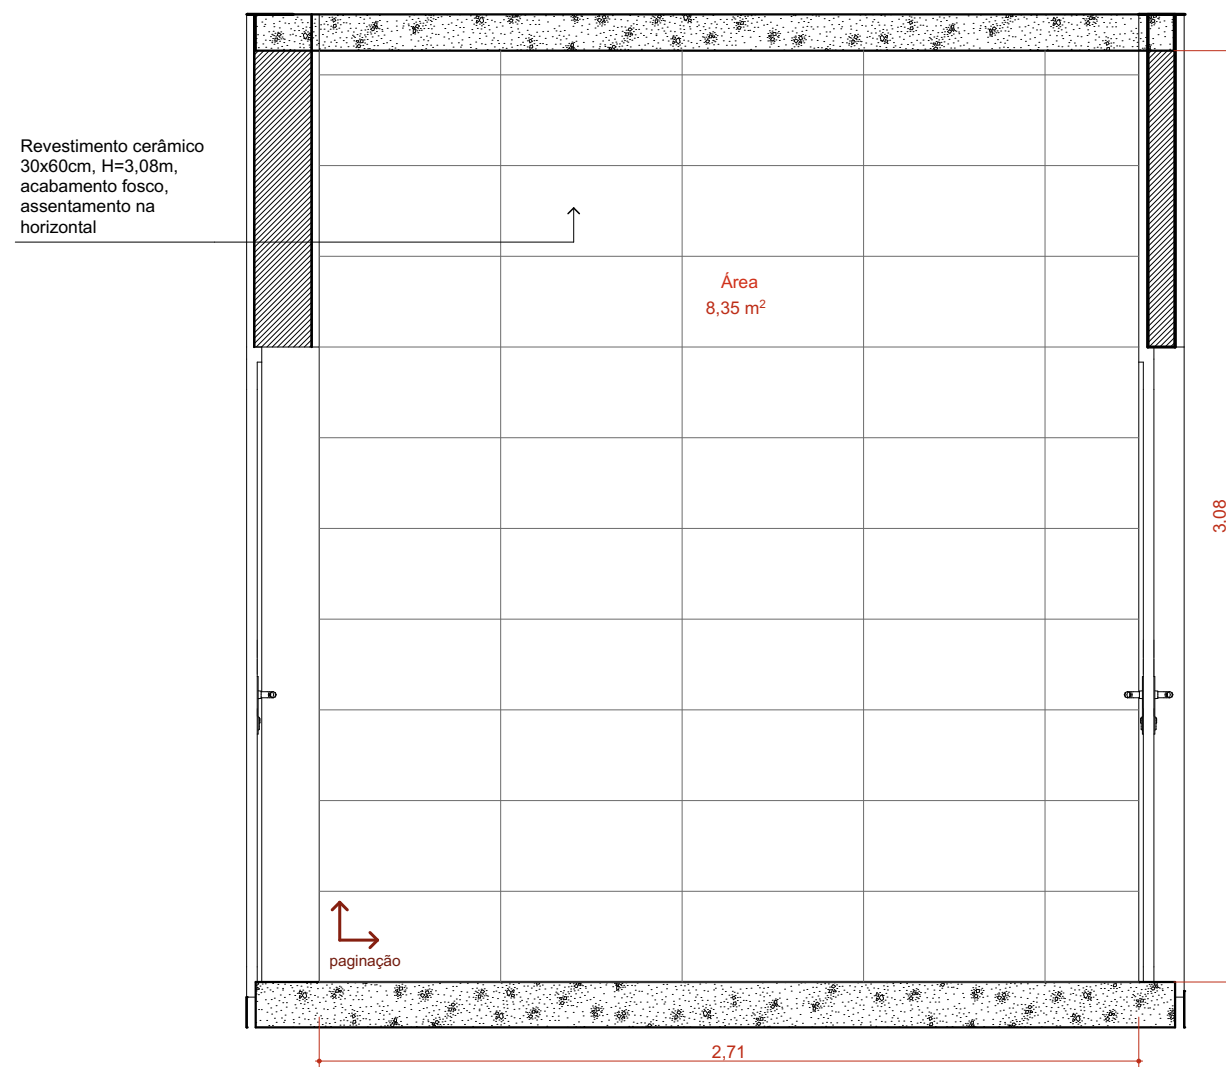 Revestimento cerâmico
30x60cm, H=3,08m,
acabamento fosco,
assentamento na
horizontal
Área
8,35 m²
3.08
paginação
2,71